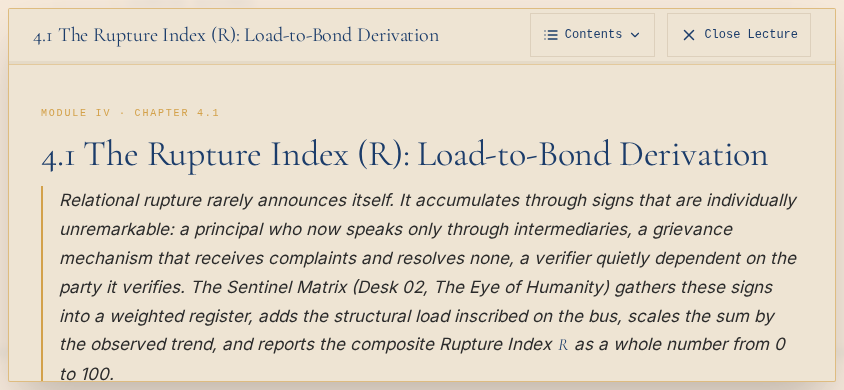 4.1 The Rupture Index (R): Load-to-Bond Derivation
Contents
Close Lecture
MODULE IV · CHAPTER 4.1
4.1 The Rupture Index (R): Load-to-Bond Derivation
Relational rupture rarely announces itself. It accumulates through signs that are individually
unremarkable: a principal who now speaks only through intermediaries, a grievance
mechanism that receives complaints and resolves none, a verifier quietly dependent on the
party it verifies. The Sentinel Matrix (Desk 02, The Eye of Humanity) gathers these signs
into a weighted register, adds the structural load inscribed on the bus, scales the sum by
the observed trend, and reports the composite Rupture Index R as a whole number from 0
to 100.